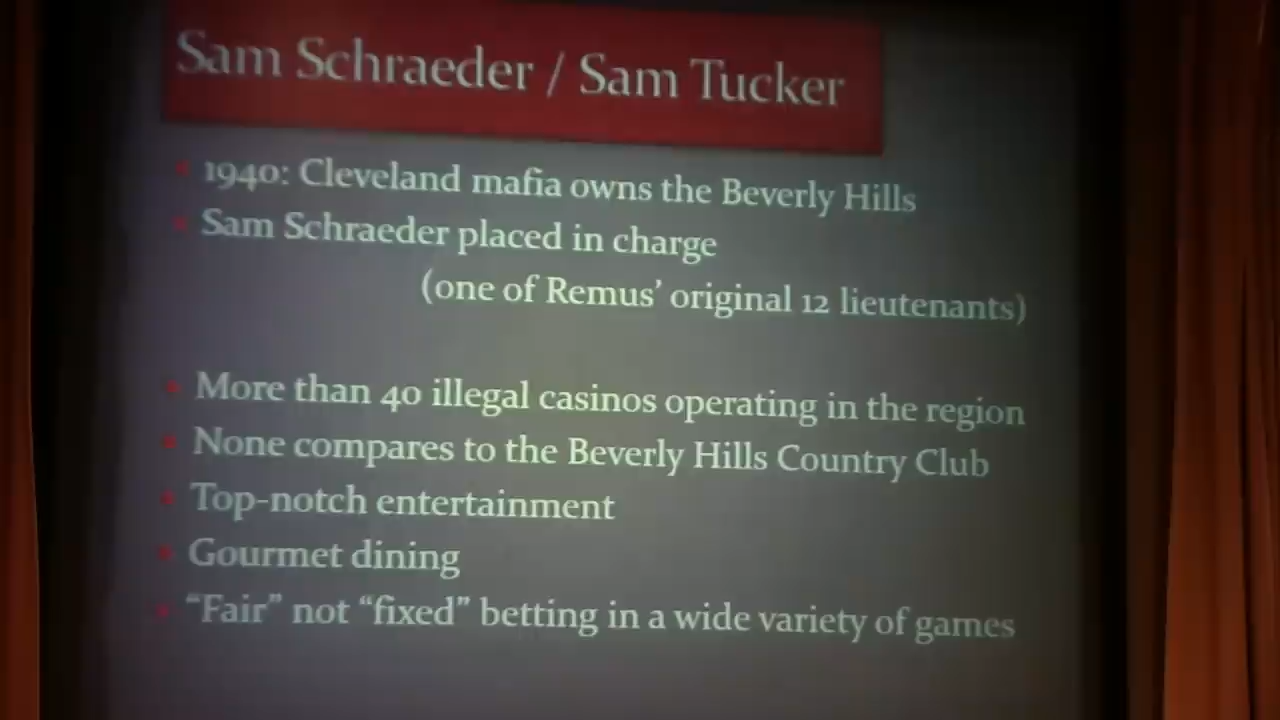 Sam Schraeder / Sam Tucker
1940: Cleveland mafia owns the Beverly Hills
Sam Schraeder placed in charge
(one of Remus' original 12 lieutenants)
More than 40 illegal casinos operating in the region
None compares to the Beverly Hills Country Club
Top-notch entertainment
Gourmet dining
“Fair” not “fixed” betting in a wide variety of games